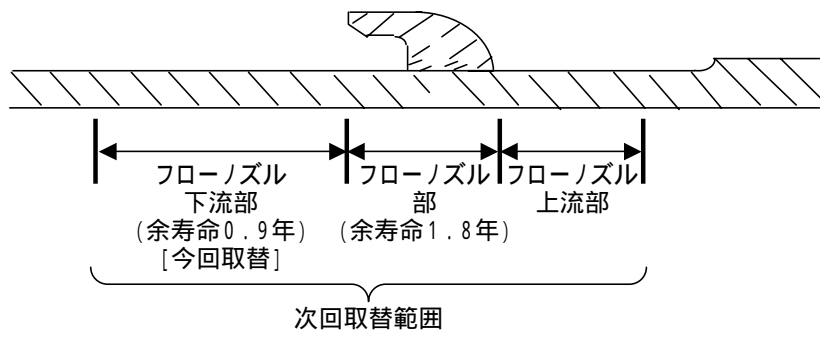 フローノズル
下流部
(余寿命0.9年)
[今回取替]
フローノズル
部
(余寿命1.8年)
フローノズル
上流部
次回取替範囲